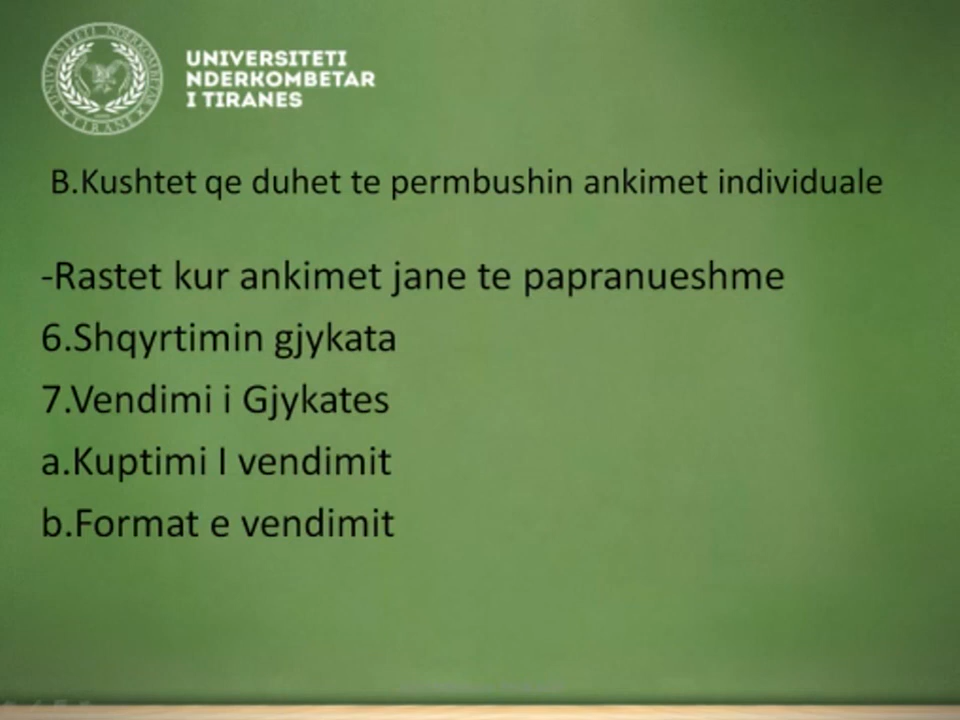 UNIVERSITETI
NDERKOMBETAR
I TIRANES
B.Kushtet qe duhet te permbushin ankimet individuale
-Rastet kur ankimet jane te papranueshme
6.Shqyrtimin gjykata
7.Vendimi i Gjykates
a.Kuptimi I vendimit
b.Format e vendimit